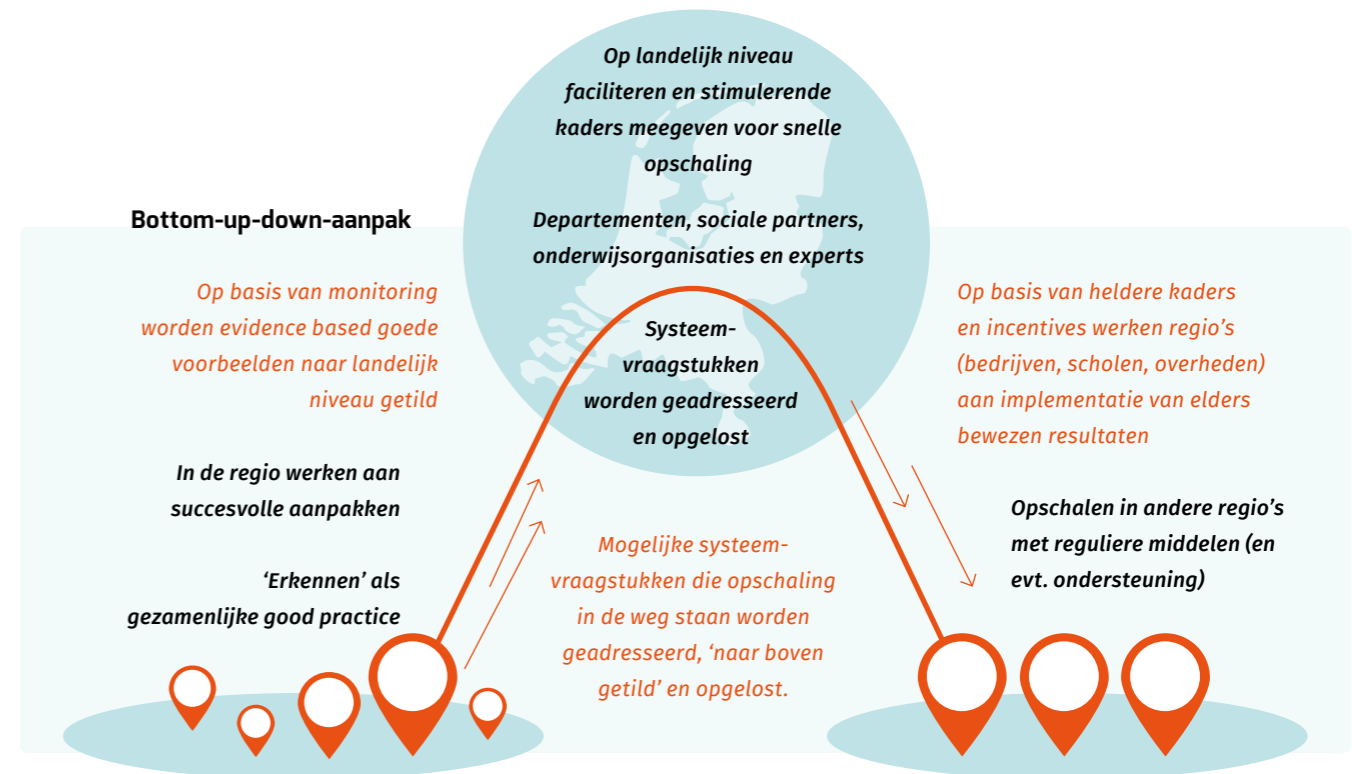 Op landelijk niveau
faciliteren en stimulerende
kaders meegeven voor snelle
opschaling
Departementen, sociale partners,
onderwijsorganisaties en experts
Systeem-
vraagstukken
worden geadresseerd
en opgelost
Bottom-up-down-aanpak
Op basis van monitoring
worden evidence based goede
voorbeelden naar landelijk
niveau getild
In de regio werken aan
succesvolle aanpakken
‘Erkennen’ als
gezamenlijke good practice
Mogelijke systeem-
vraagstukken die opschaling
in de weg staan worden
geadresseerd, ‘naar boven
getild’ en opgelost.
Op basis van heldere kaders
en incentives werken regio’s
(bedrijven, scholen, overheden)
aan implementatie van elders
bewezen resultaten
Opschalen in andere regio’s
met reguliere middelen (en
evt. ondersteuning)